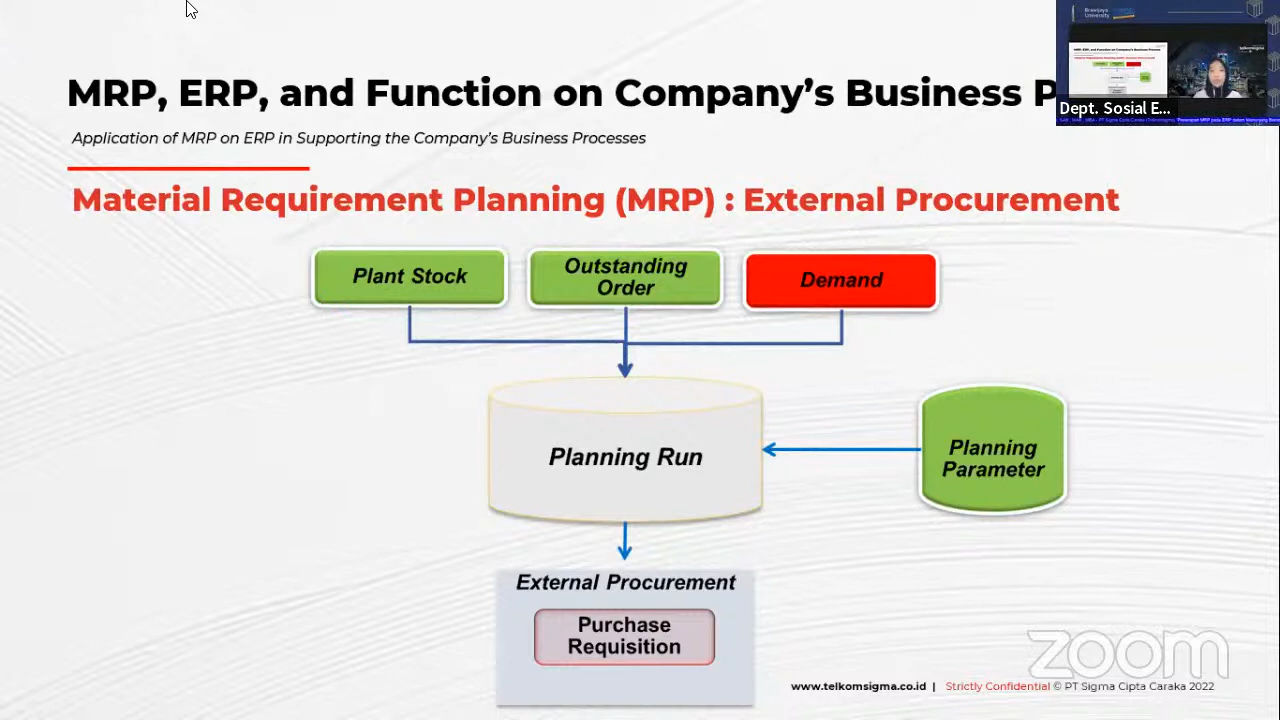 MRP, ERP, and Function on Company's Business P
Brawijaya
University
Dept. Sosial E...
Application of MRP on ERP in Supporting the Company's Business Processes
Material Requirement Planning (MRP) : External Procurement
Plant Stock
Outstanding
Order
Demand
Planning Run
Planning
Parameter
External Procurement
Purchase
Requisition
zoom
www.telkomsigma.co.id | Strictly Confidential © PT Sigma Cipta Caraka 2022